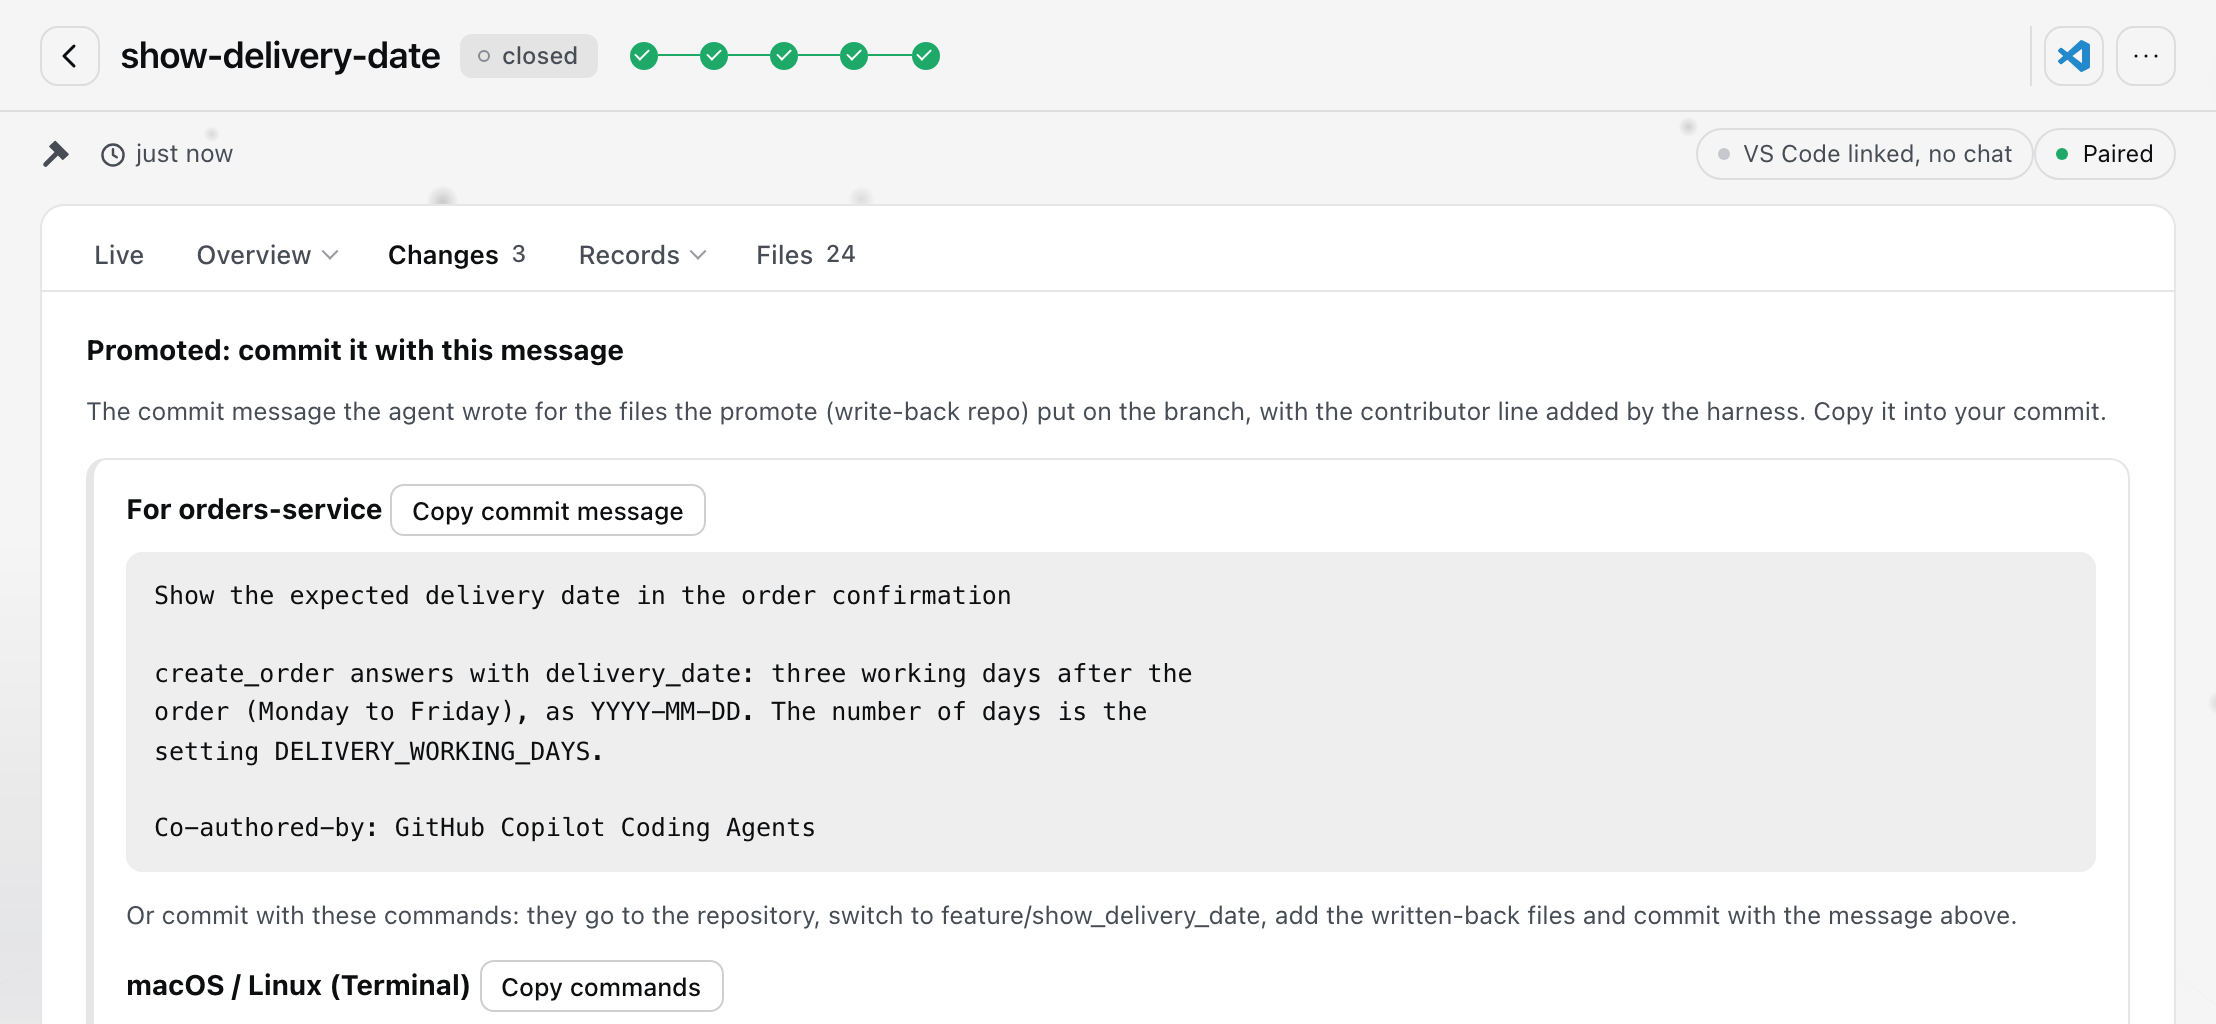 show-delivery-date
closed
just now
VS Code linked, no chat
Paired
Live
Overview
Changes 3
Records
Files 24
Promoted: commit it with this message
The commit message the agent wrote for the files the promote (write-back repo) put on the branch, with the contributor line added by the harness. Copy it into your commit.
For orders-service
Copy commit message
Show the expected delivery date in the order confirmation
create_order answers with delivery_date: three working days after the
order (Monday to Friday), as YYYY-MM-DD. The number of days is the
setting DELIVERY_WORKING_DAYS.
Co-authored-by: GitHub Copilot Coding Agents
Or commit with these commands: they go to the repository, switch to feature/show_delivery_date, add the written-back files and commit with the message above.
macOS / Linux (Terminal)
Copy commands